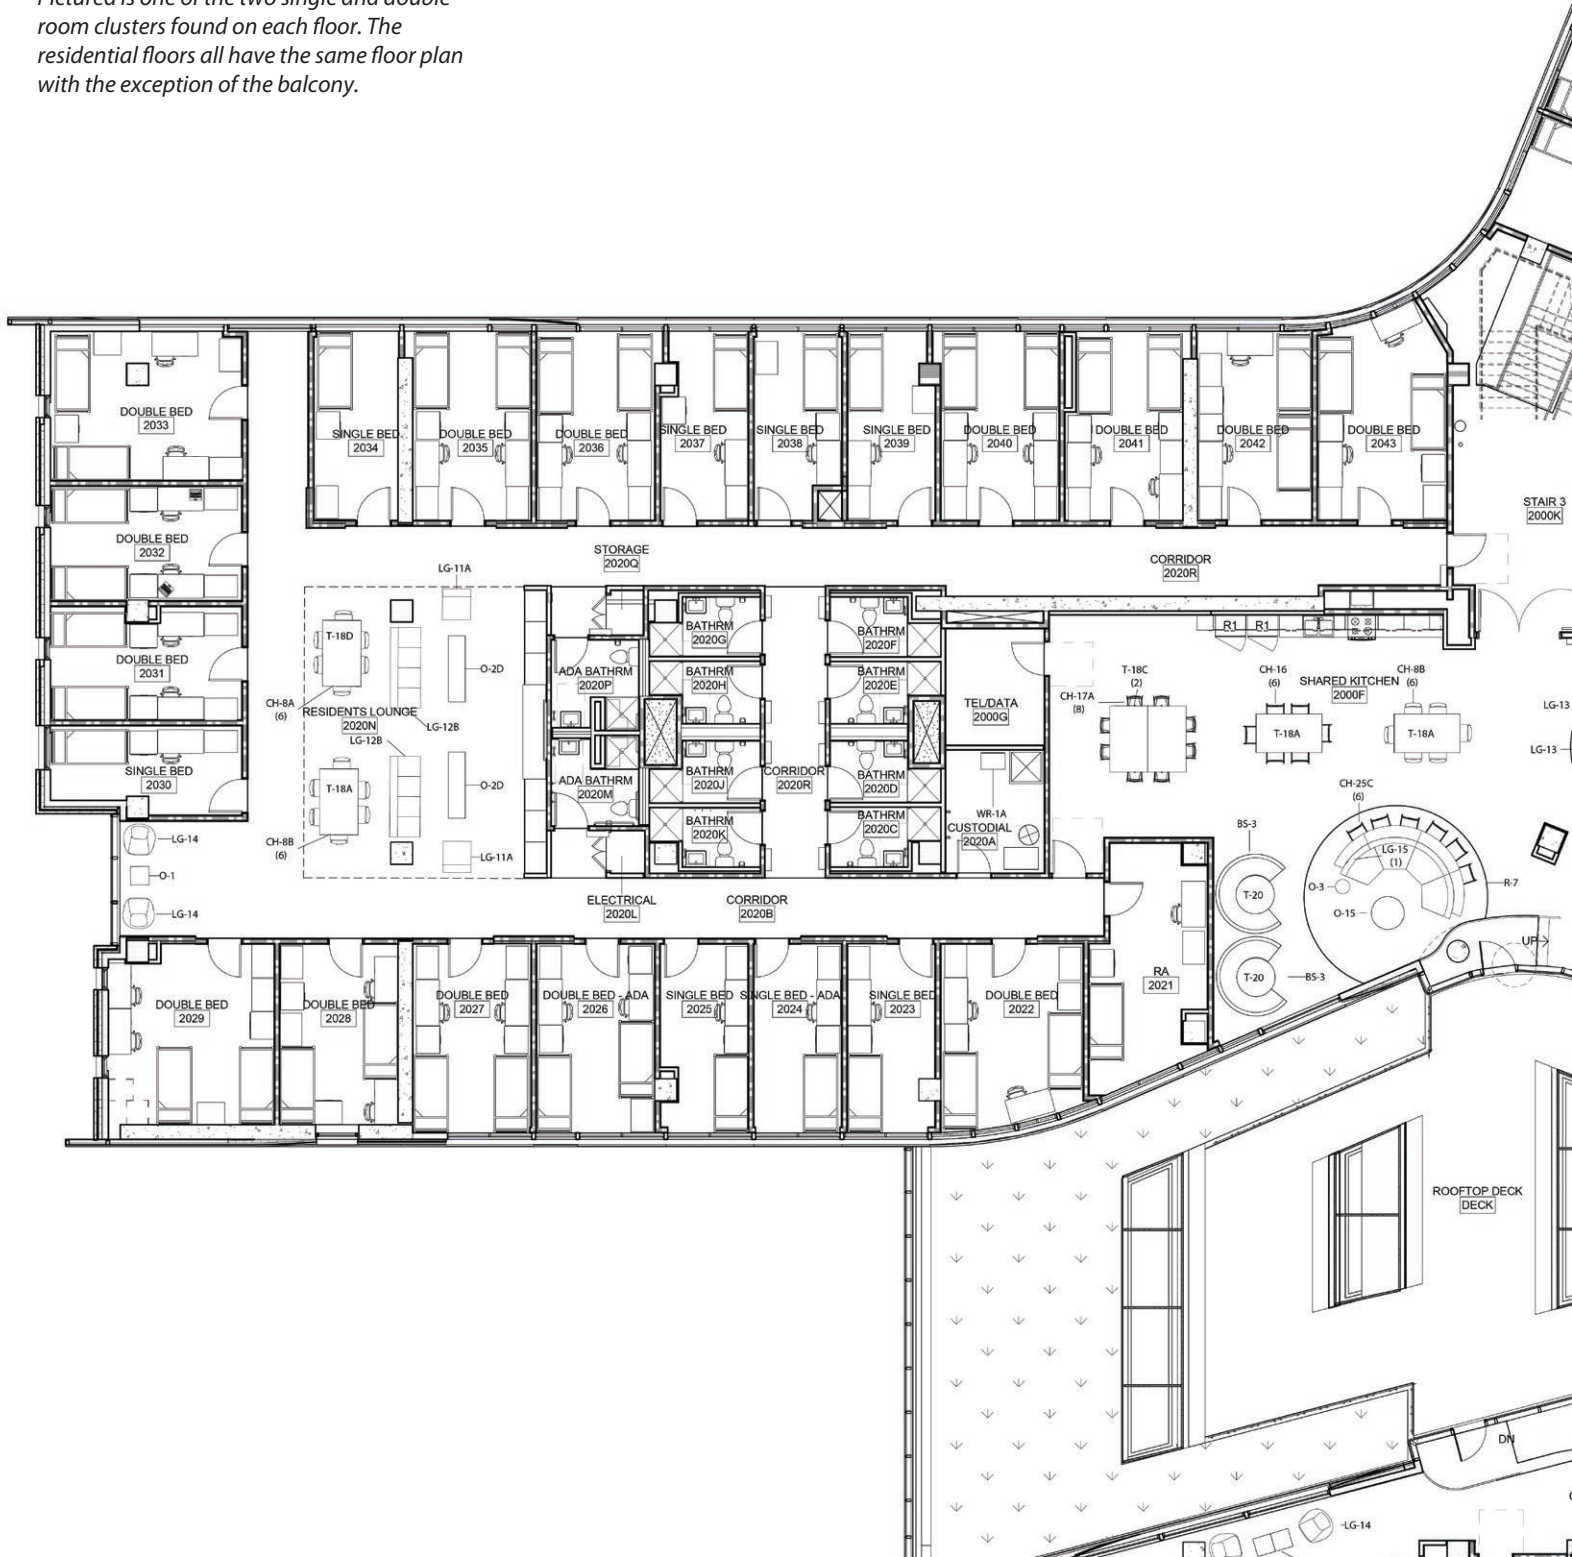 Pictured is one of the two single and double
room clusters found on each floor. The
residential floors all have the same floor plan
with the exception of the balcony.
DOUBLE BED
2033
SINGLE BED
2034
DOUBLE BED
2035
DOUBLE BED
2036
SINGLE BED
2037
SINGLE BED
2038
SINGLE BED
2039
DOUBLE BED
2040
DOUBLE BED
2041
DOUBLE BED
2042
DOUBLE BED
2043
STAIR 3
2000K
DOUBLE BED
2032
STORAGE
2020Q
CORRIDOR
2020R
LG-11A
DOUBLE BED
2031
T-18D
O-2D
CH-8A
(6)
RESIDENTS LOUNGE
2020N
LG-12B
LG-12B
ADA BATHRM
2020P
BATHRM
2020G
BATHRM
2020H
BATHRM
2020F
BATHRM
2020E
TEL/DATA
2000G
R1
R1
T-18C
(2)
CH-17A
(8)
CH-16
(6)
SHARED KITCHEN
2000F
CH-8B
(6)
T-18A
T-18A
LG-13
LG-13
SINGLE BED
2030
T-18A
O-2D
CH-8B
(6)
LG-11A
ADA BATHRM
2020M
BATHRM
2020J
BATHRM
2020K
CORRIDOR
2020R
BATHRM
2020D
BATHRM
2020C
WR-1A
CUSTODIAL
2020A
LG-14
O-1
LG-14
ELECTRICAL
2020L
CORRIDOR
2020B
BS-3
T-20
T-20
BS-3
CH-25C
(6)
LG-15
(1)
O-3
O-15
R-7
UP
DOUBLE BED
2029
DOUBLE BED
2028
DOUBLE BED
2027
DOUBLE BED - ADA
2026
SINGLE BED
2025
SINGLE BED - ADA
2024
SINGLE BED
2023
DOUBLE BED
2022
RA
2021
ROOFTOP DECK
DECK
DN
LG-14